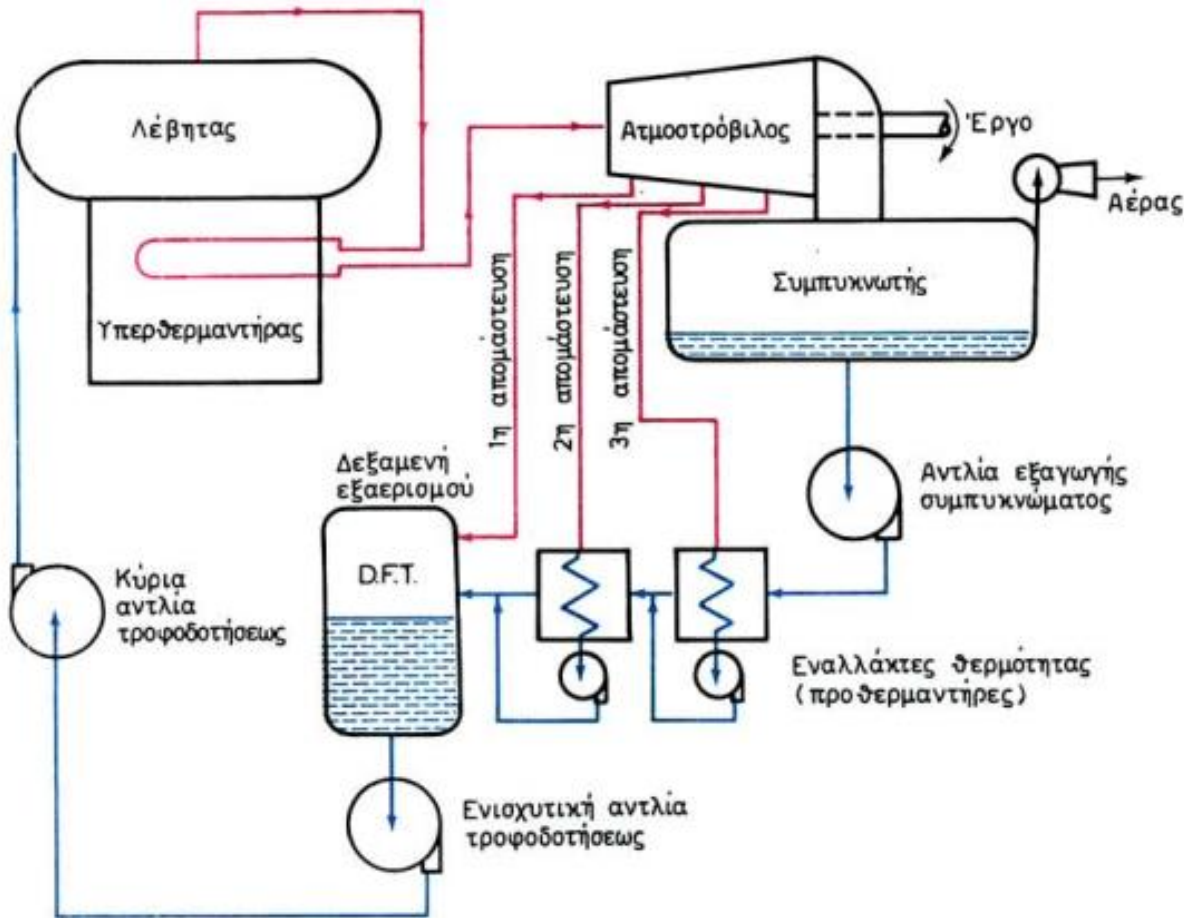 Λέβητας
Υπερθερμαντήρας
Ατμοστρόβιλος
Έργο
Αέρας
Συμπυκνωτής
1η απομάστευση
2η απομάστευση
3η απομάστευση
Αντλία εξαγωγής
συμπυκνώματος
Δεξαμενή
εξαερισμού
D.F.T.
Κύρια
αντλία
τροφοδοτήσεως
Εναλλάκτες θερμότητας
(προθερμαντήρες)
Ενισχυτική αντλία
τροφοδοτήσεως